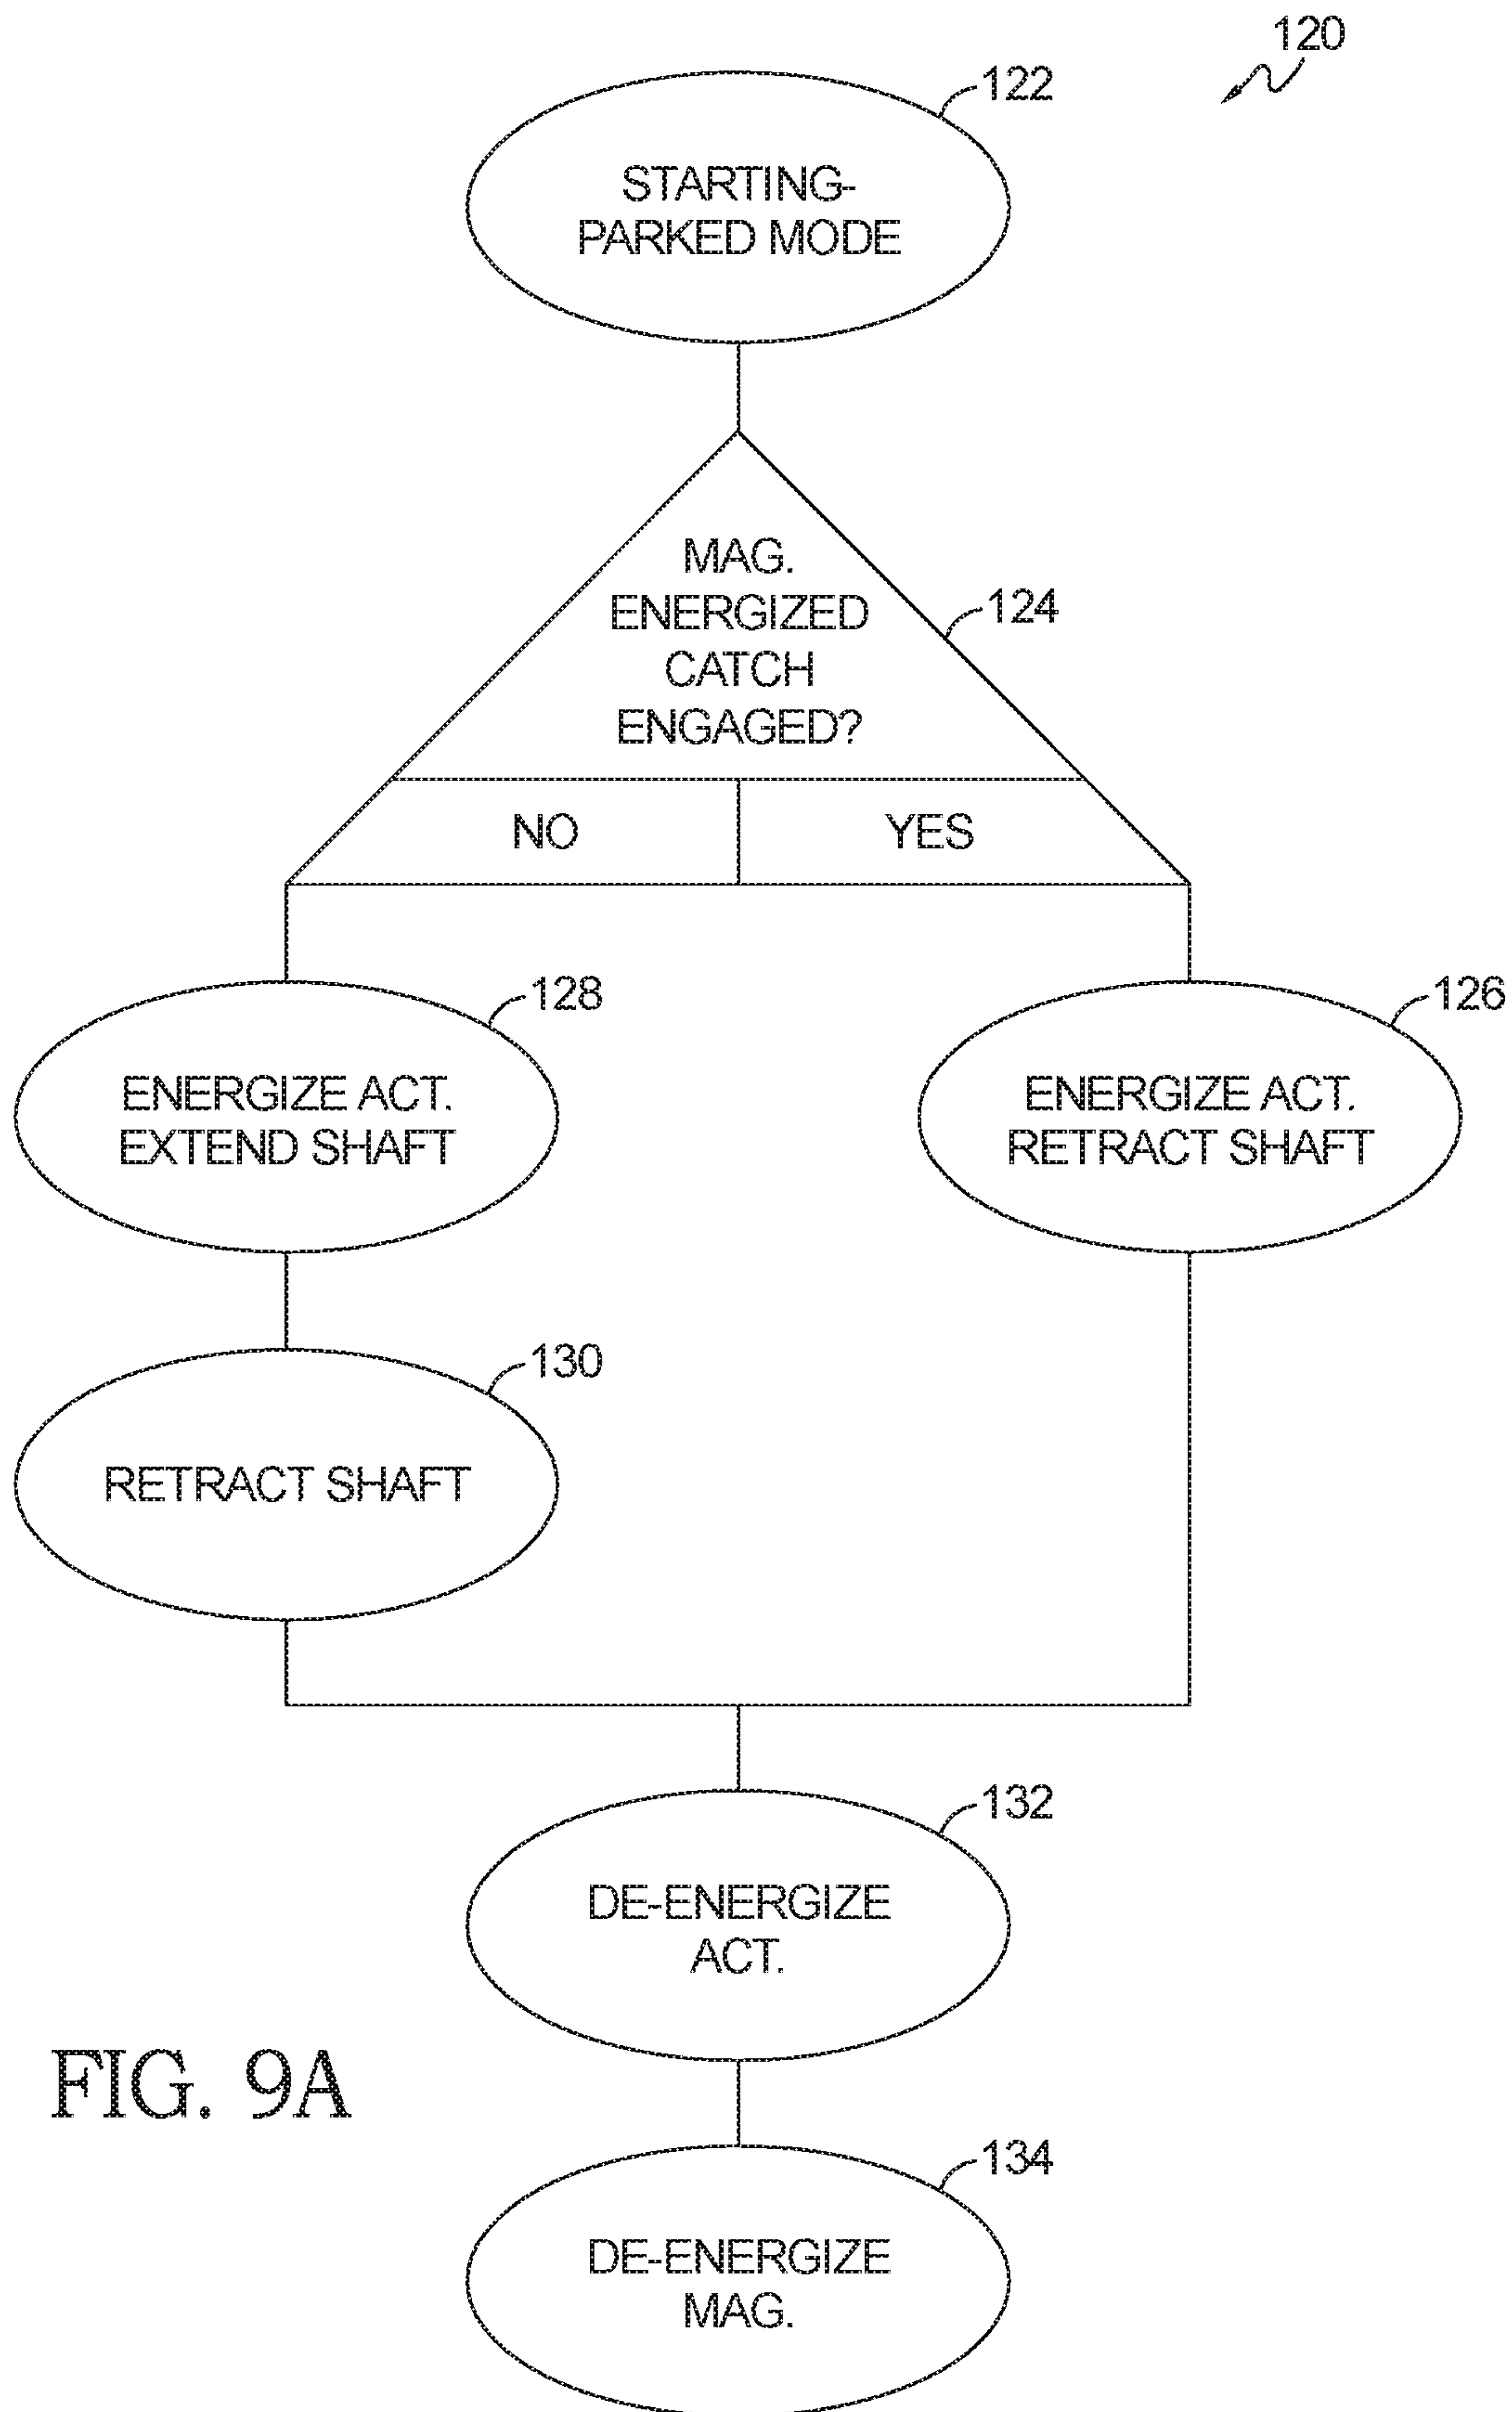 120
122
STARTING-
PARKED MODE
MAG.
ENERGIZED
CATCH
ENGAGED?
124
NO
YES
128
126
ENERGIZE ACT.
EXTEND SHAFT
ENERGIZE ACT.
RETRACT SHAFT
130
RETRACT SHAFT
132
DE-ENERGIZE
ACT.
FIG. 9A
134
DE-ENERGIZE
MAG.